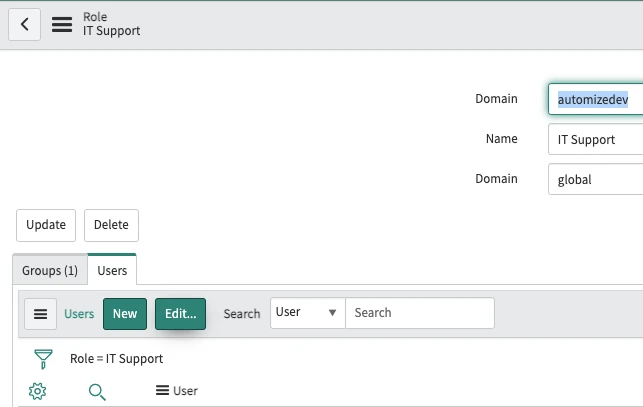 Role
IT Support
Domain automizedev
Name IT Support
Domain global
Update Delete
Groups (1) Users
Users New Edit... Search User Search
Role = IT Support
User